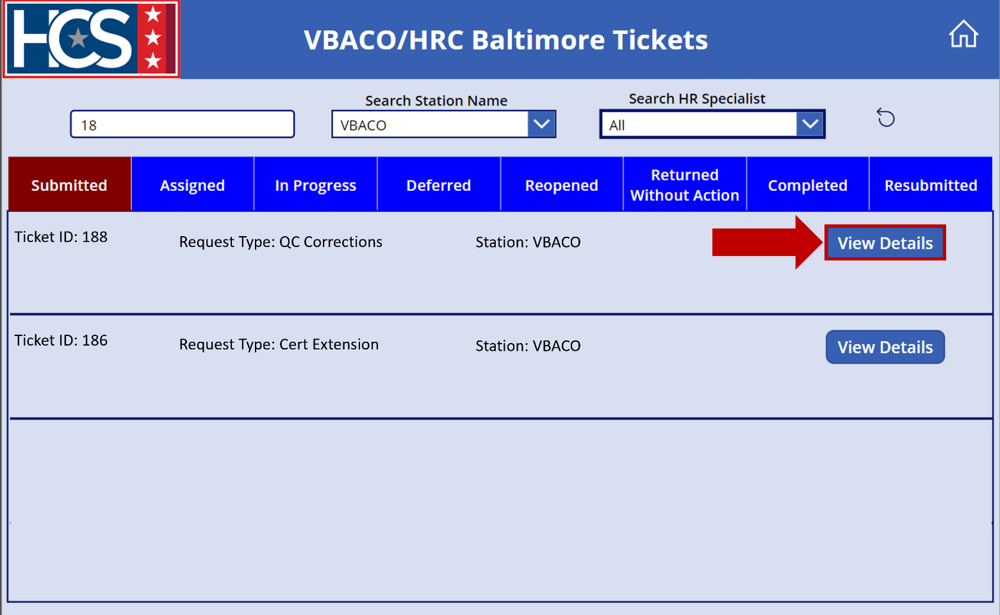 HCS
VBACO/HRC Baltimore Tickets
Search Station Name
Search HR Specialist
18
VBACO
All
Submitted
Assigned
In Progress
Deferred
Reopened
Returned
Without Action
Completed
Resubmitted
Ticket ID: 188
Request Type: QC Corrections
Station: VBACO
View Details
Ticket ID: 186
Request Type: Cert Extension
Station: VBACO
View Details